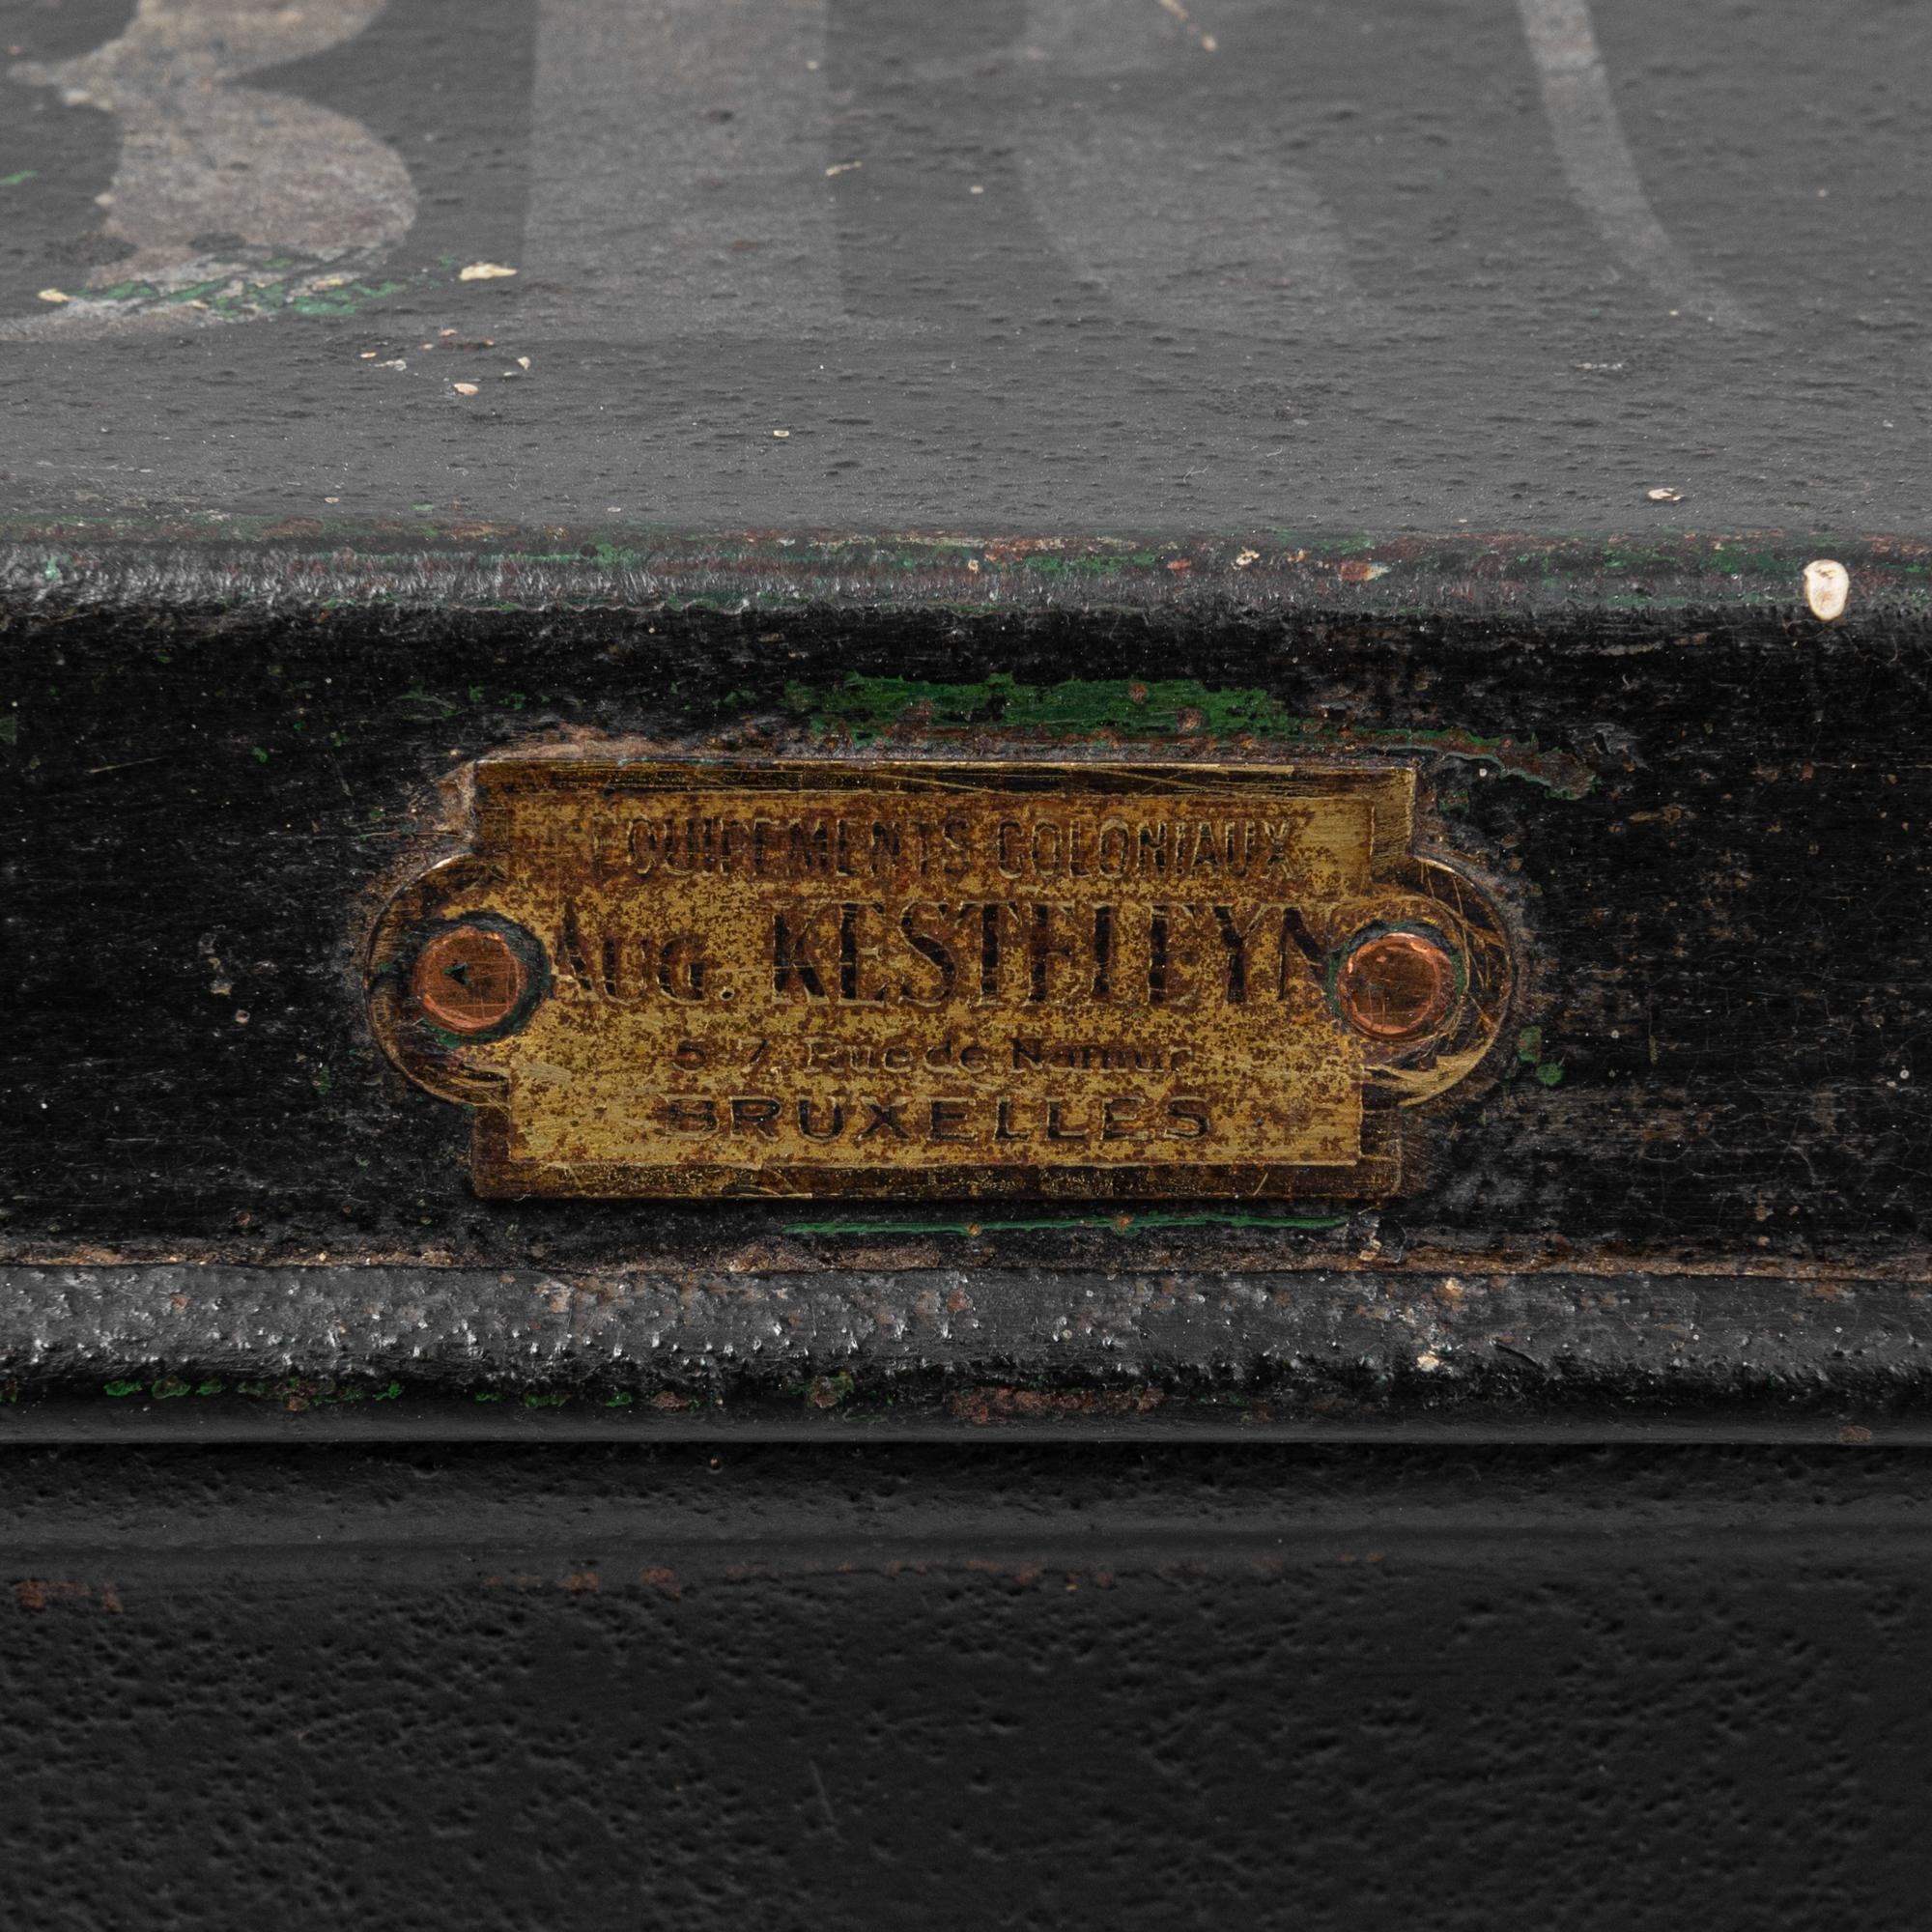 EQUIPEMENTS COLONIAUX
AUG. KESTELEYN
5-7, Rue de Namur
BRUXELLES